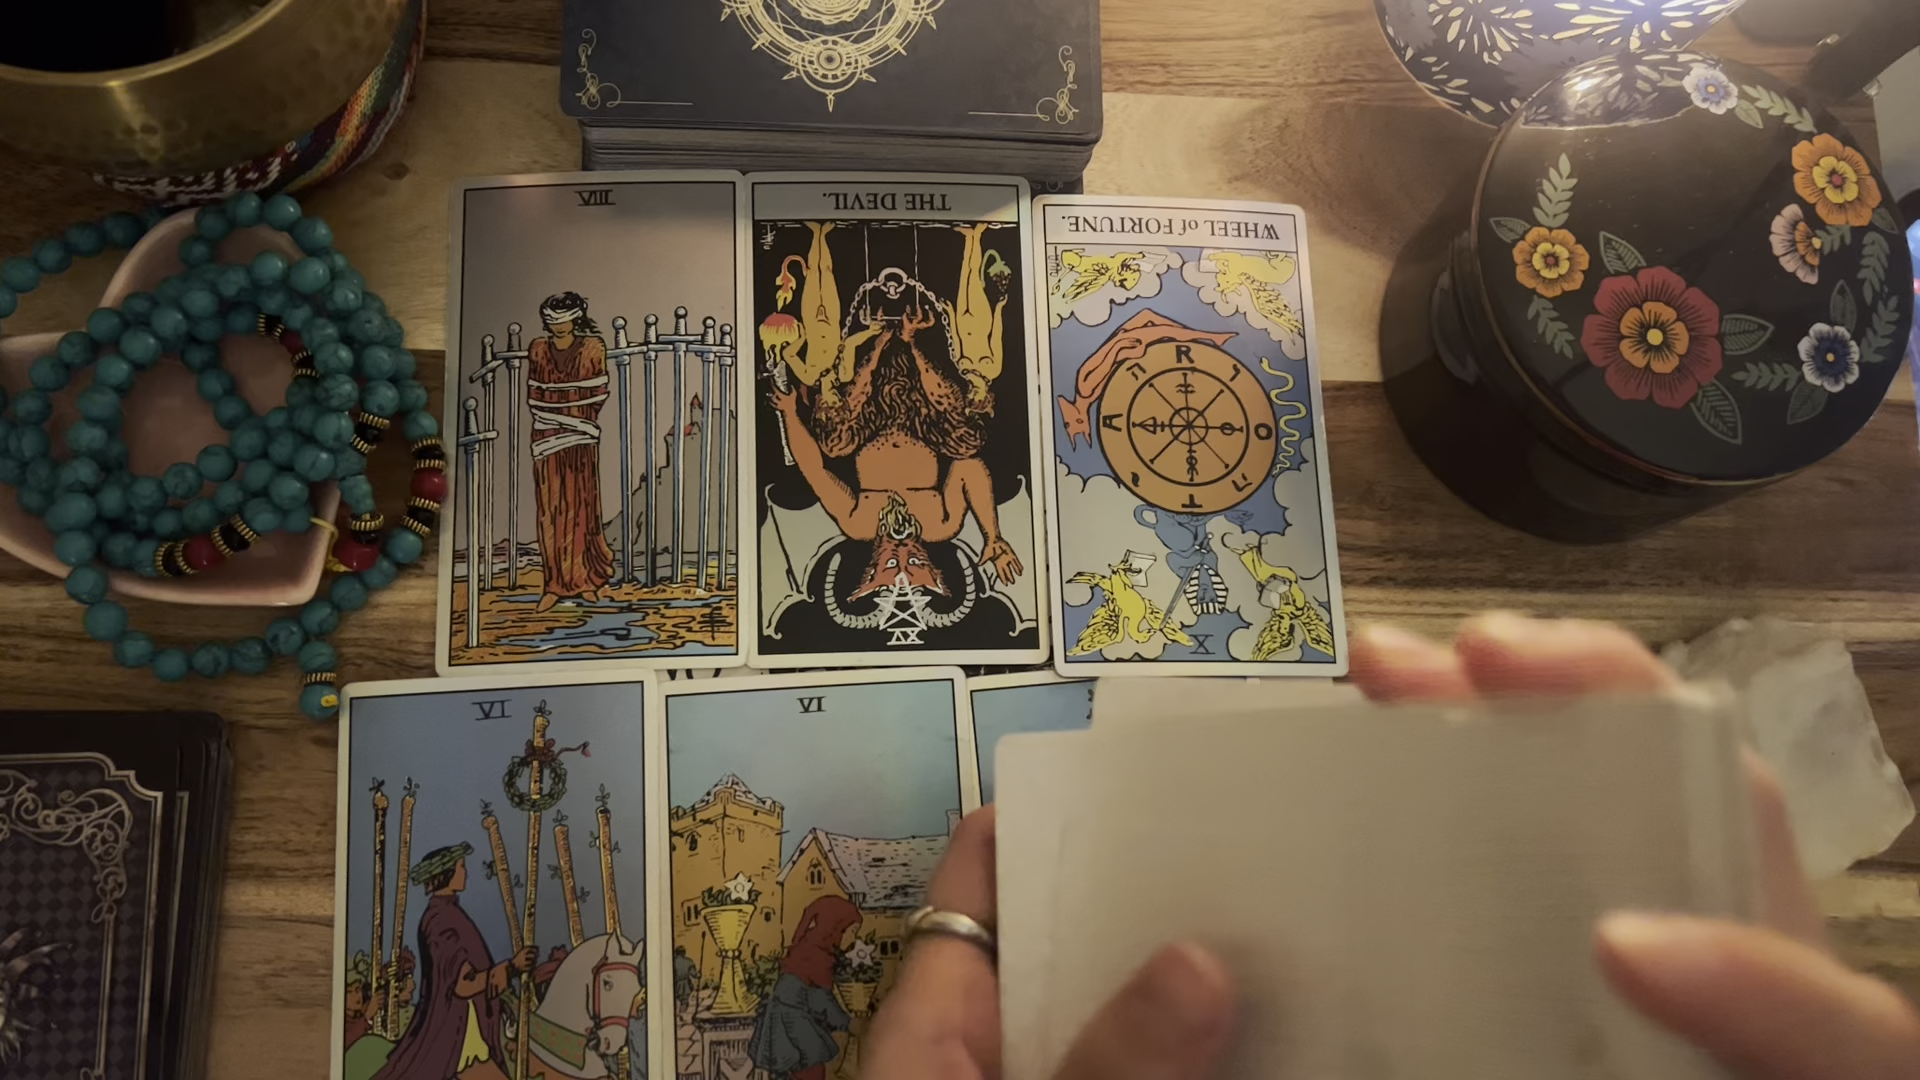 VIII
THE DEVIL.
XV
WHEEL of FORTUNE.
T
A
R
O
X
VI
VI